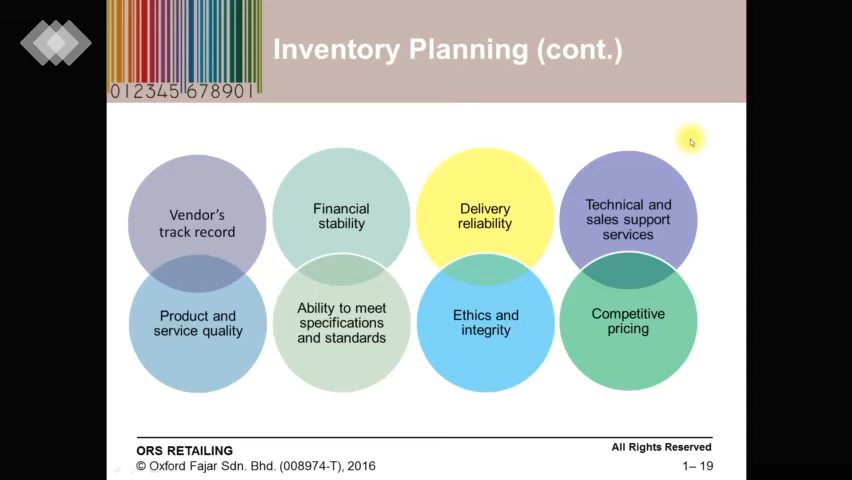 Inventory Planning (cont.)
012345 678901
Vendor’s
track record
Financial
stability
Delivery
reliability
Technical and
sales support
services
Product and
service quality
Ability to meet
specifications
and standards
Ethics and
integrity
Competitive
pricing
ORS RETAILING
All Rights Reserved
© Oxford Fajar Sdn. Bhd. (008974-T), 2016
1– 19